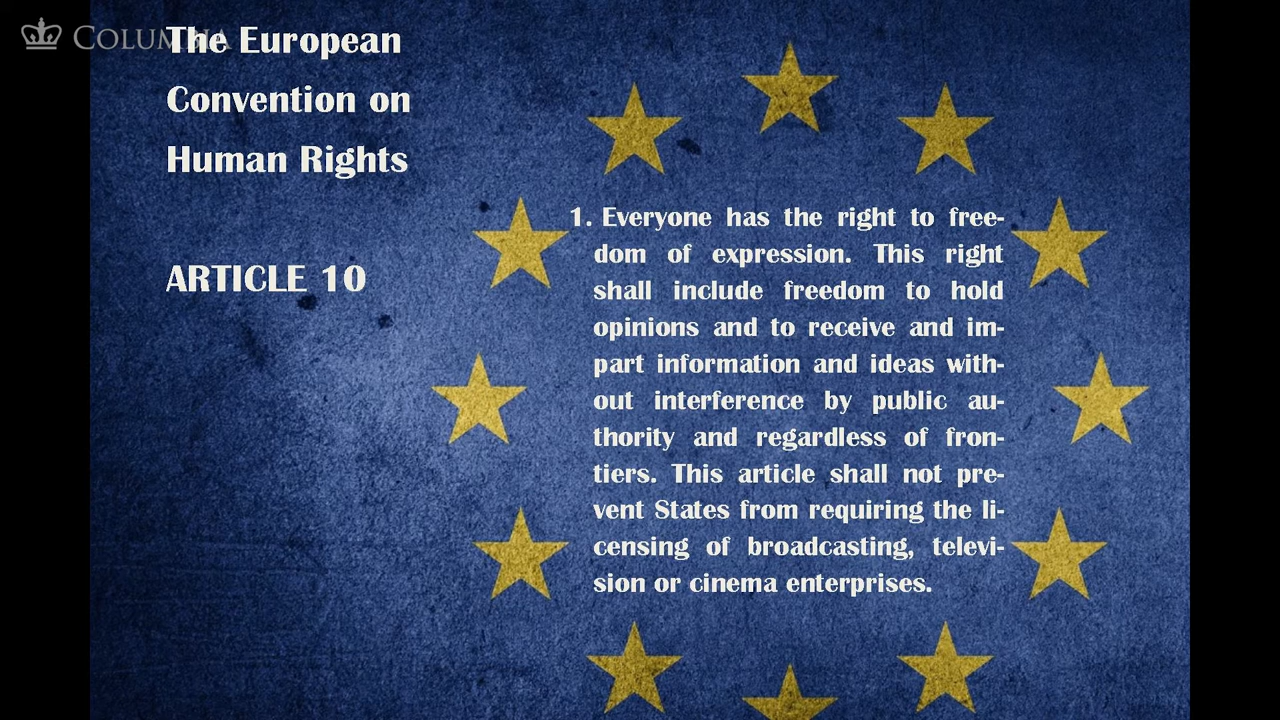 COLUMBIA
The European
Convention on
Human Rights
ARTICLE 10
1. Everyone has the right to free-
dom of expression. This right
shall include freedom to hold
opinions and to receive and im-
part information and ideas with-
out interference by public au-
thority and regardless of fron-
tiers. This article shall not pre-
vent States from requiring the li-
censing of broadcasting, televi-
sion or cinema enterprises.